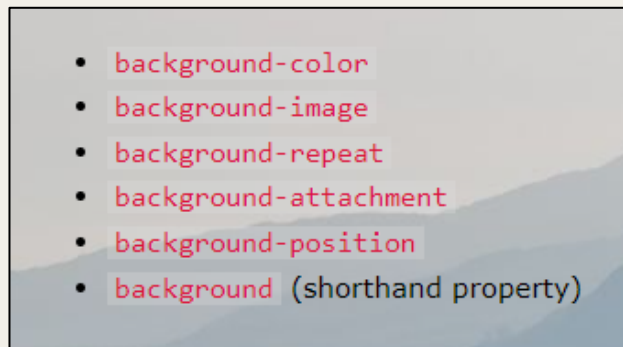 • background-color
• background-image
• background-repeat
• background-attachment
• background-position
• background (shorthand property)